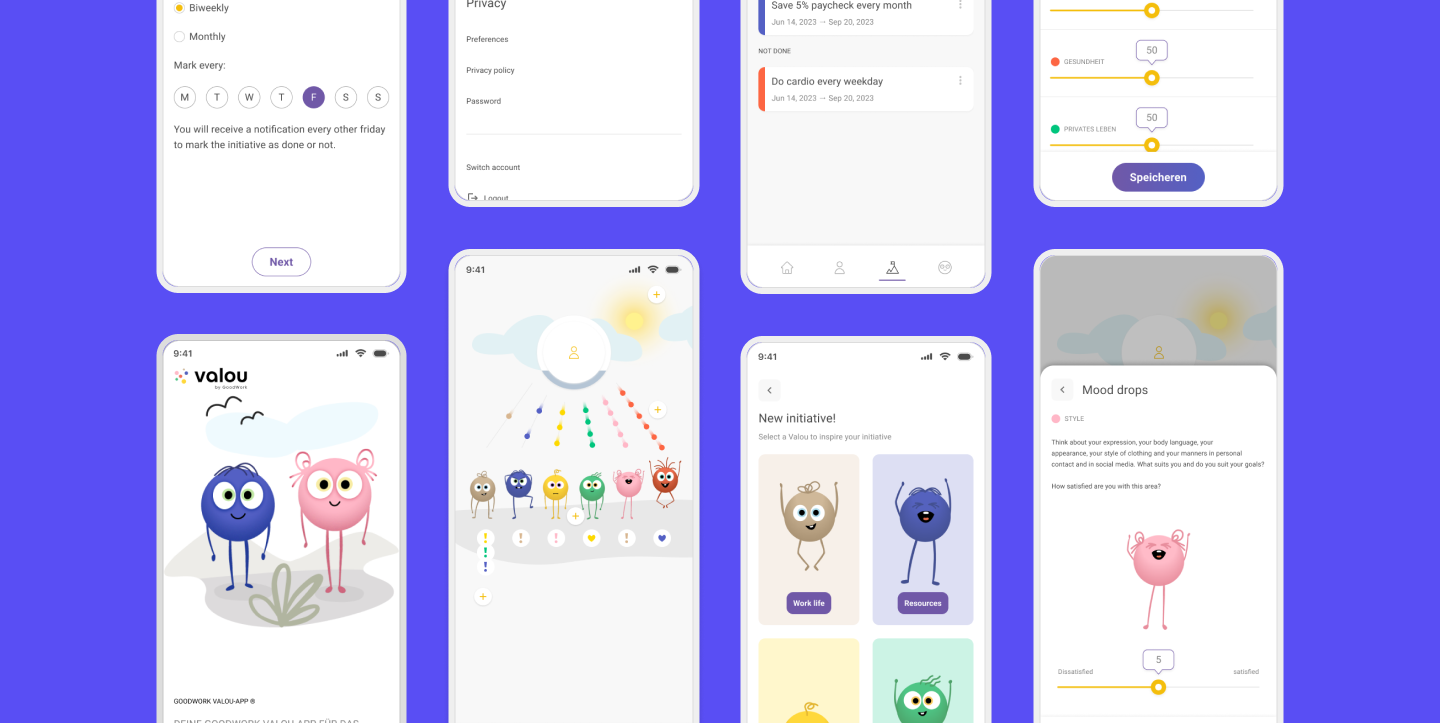 Biweekly
Monthly
Mark every:
M T W T F S S
You will receive a notification every other friday
to mark the initiative as done or not.
Next
Privacy
Preferences
Privacy policy
Password
Switch account
Logout
Save 5% paycheck every month
Jun 14, 2023 → Sep 20, 2023
NOT DONE
Do cardio every weekday
Jun 14, 2023 → Sep 20, 2023
50
GESUNDHEIT
50
PRIVATES LEBEN
Speichern
9:41
valou
by GoodWork
GOODWORK VALOU-APP ®
DEINE GOODWORK VALOU APP FÜR DAS
9:41
9:41
New initiative!
Select a Valou to inspire your initiative
Work life
Resources
Mood drops
STYLE
Think about your expression, your body language, your
appearance, your style of clothing and your manners in personal
contact and in social media. What suits you and do you suit your goals?
How satisfied are you with this area?
5
Dissatisfied
satisfied